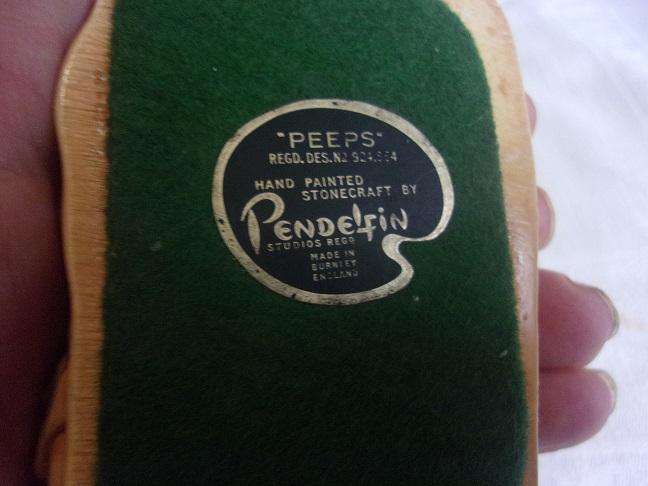 "PEEPS"
REGD. DES. No
HAND PAINTED
STONECRAFT BY
PENDELFIN
STUDIOS REGD
MADE IN
BURNLEY
ENGLAND